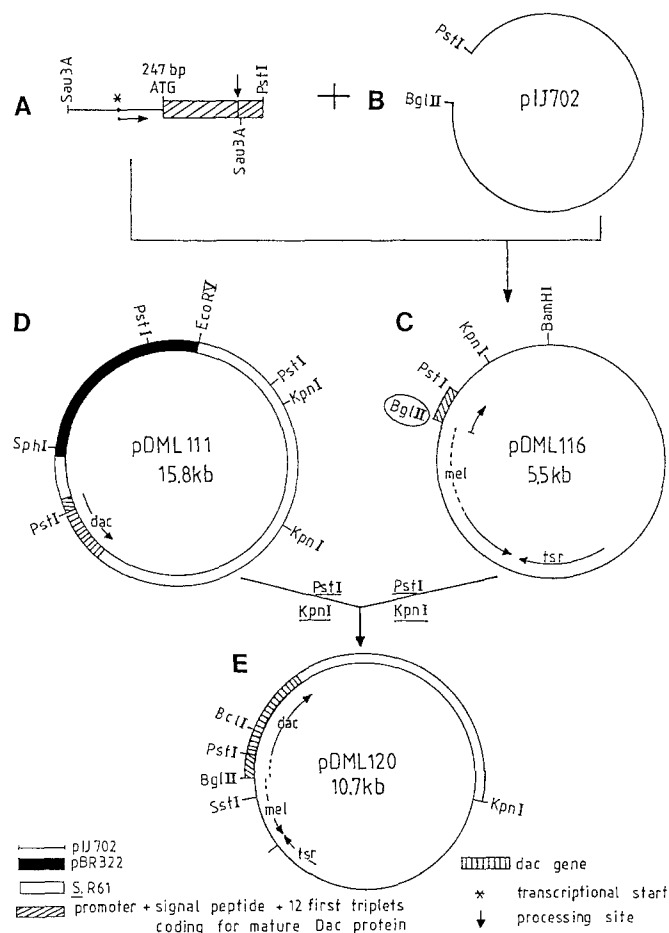 A
Sau3A
*
247 bp
ATG
PstI
Sau3A
+
B
PstI
BglII
pIJ702
D
PstI
EcoRV
PstI
KpnI
SphI
pDML111
15,8kb
PstI
dac
KpnI
C
KpnI
BamHI
PstI
BglII
pDML116
5,5kb
mel
tsr
PstI
KpnI
PstI
KpnI
E
BclI
dac
PstI
BglII
SstI
pDML120
10,7kb
mel
tsr
KpnI
pIJ702
pBR322
S. R61
promoter + signal peptide + 12 first triplets
coding for mature Dac protein
dac gene
* transcriptional start
processing site